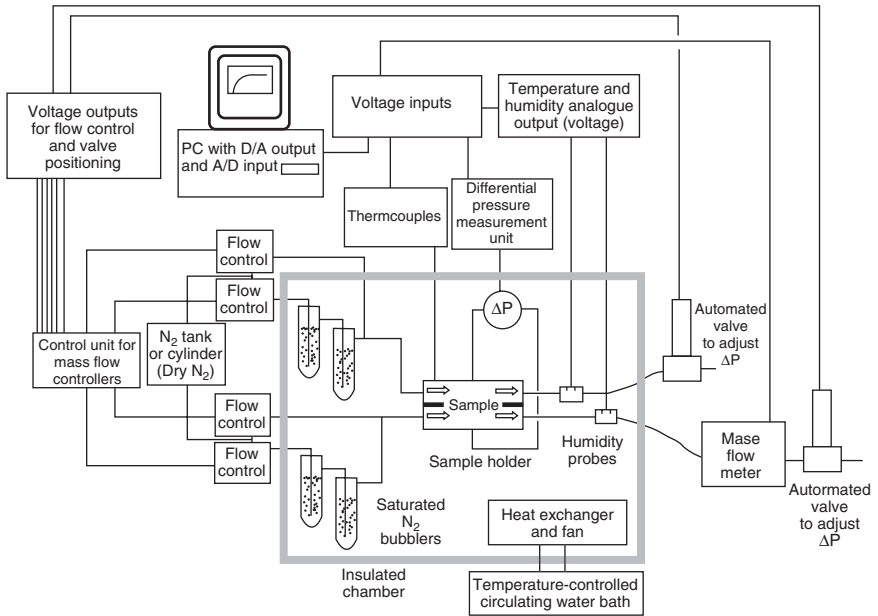 Voltage outputs
for flow control
and valve
positioning
PC with D/A output
and A/D input
Voltage inputs
Temperature and
humidity analogue
output (voltage)
Thermcouples
Differential
pressure
measurement
unit
Flow
control
Flow
control
Control unit for
mass flow
controllers
N₂ tank
or cylinder
(Dry N₂)
Flow
control
Flow
control
ΔP
Sample
Sample holder
Humidity
probes
Automated
valve
to adjust
ΔP
Mase
flow
meter
Autormated
valve
to adjust
ΔP
Saturated
N₂
bubblers
Insulated
chamber
Heat exchanger
and fan
Temperature-controlled
circulating water bath